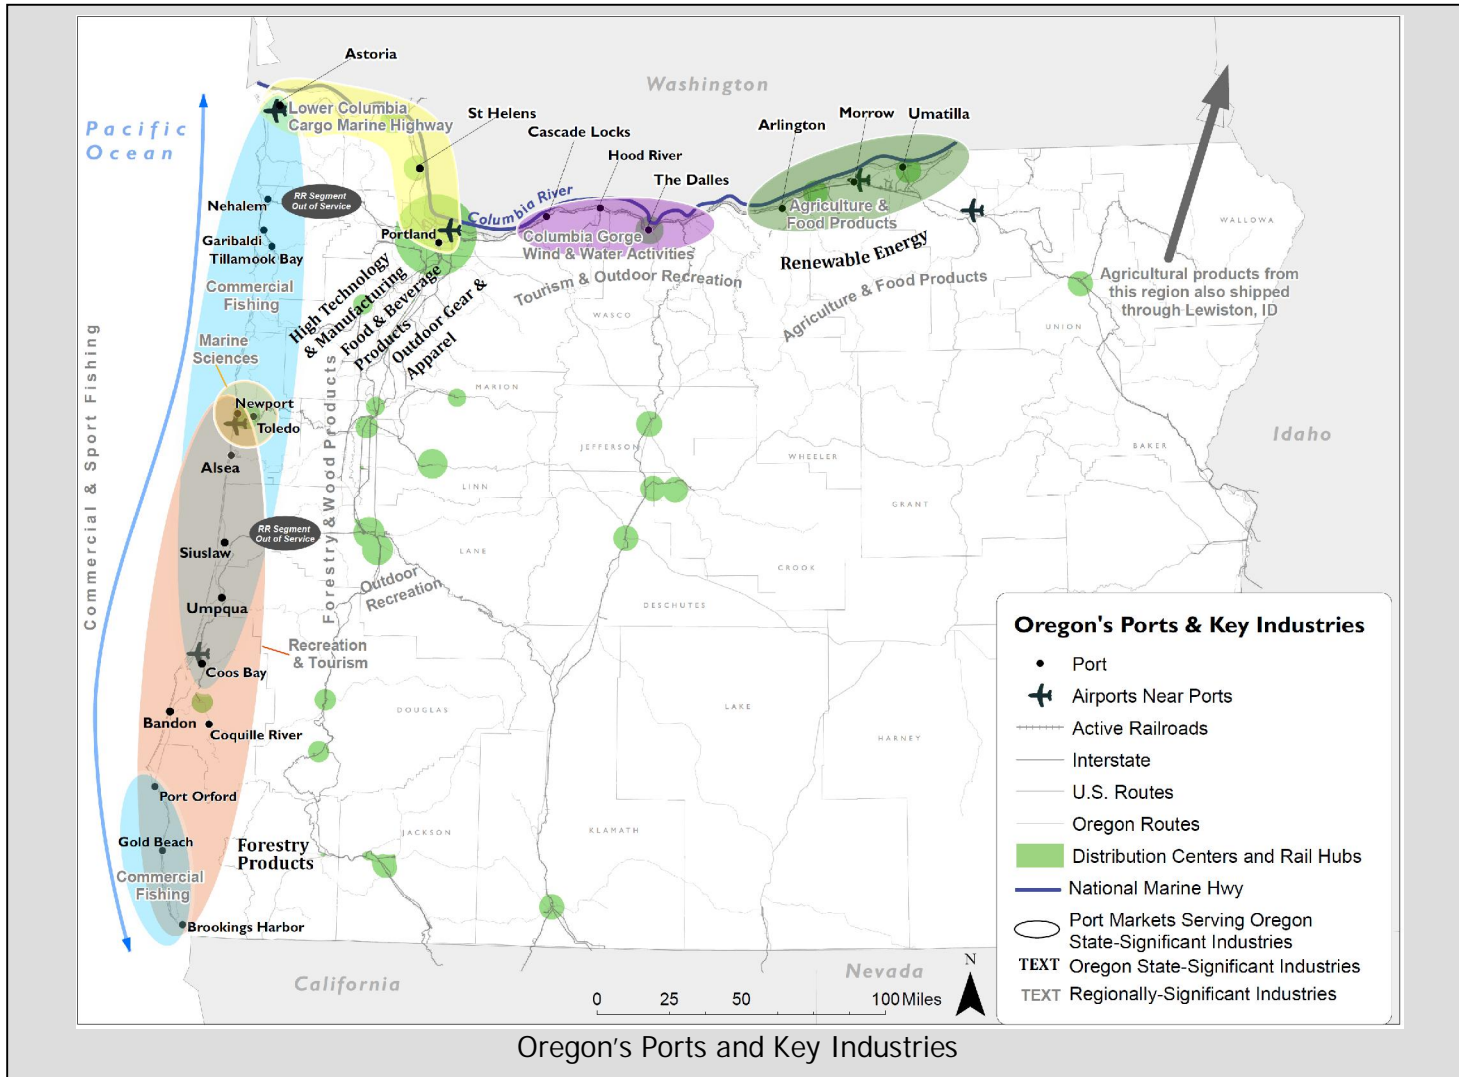 Astoria
Washington
Lower Columbia
Cargo Marine Highway
St Helens
Cascade Locks
Hood River
The Dalles
Arlington
Morrow
Umatilla
Pacific
Ocean
Nehalem
RR Segment
Out of Service
Garibaldi
Tillamook Bay
Portland
Columbia River
Columbia Gorge
Wind & Water Activities
Tourism & Outdoor Recreation
Agriculture &
Food Products
Renewable Energy
Agriculture & Food Products
WALLOWA
Agricultural products from
this region also shipped
through Lewiston, ID
UNION
Commercial
Fishing
High Technology
& Manufacturing
Food & Beverage
Products
Outdoor Gear &
Apparel
WASCO
Marine
Sciences
Commercial & Sport Fishing
Forestry & Wood Products
MARION
Newport
Toledo
Alsea
JEFFERSON
WHEELER
BAKER
Idaho
LINN
GRANT
RR Segment
Out of Service
Siuslaw
LANE
CROOK
Outdoor
Recreation
Umpqua
DESCHUTES
Recreation
& Tourism
Coos Bay
Bandon
Coquille River
DOUGLAS
LAKE
HARNEY
Port Orford
Gold Beach
Commercial
Fishing
Forestry
Products
JACKSON
KLAMATH
Brookings Harbor
California
Nevada
0 25 50 100 Miles
N
Oregon's Ports & Key Industries
Port
Airports Near Ports
Active Railroads
Interstate
U.S. Routes
Oregon Routes
Distribution Centers and Rail Hubs
National Marine Hwy
Port Markets Serving Oregon
State-Significant Industries
TEXT Oregon State-Significant Industries
TEXT Regionally-Significant Industries
Oregon's Ports and Key Industries